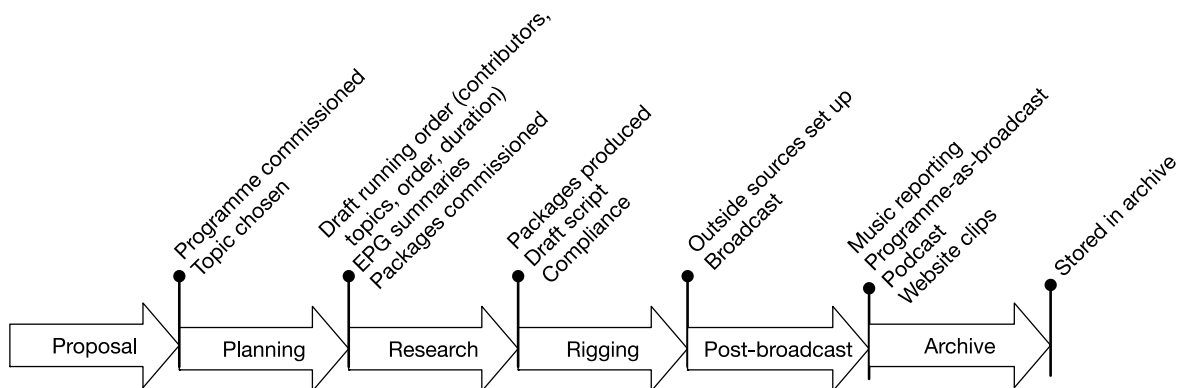 Programme commissioned
Topic chosen
Draft running order (contributors,
topics, order, duration)
EPG summaries
Packages commissioned
Packages produced
Draft script
Compliance
Outside sources set up
Broadcast
Music reporting
Programme-as-broadcast
Podcast
Website clips
Stored in archive
Proposal
Planning
Research
Rigging
Post-broadcast
Archive